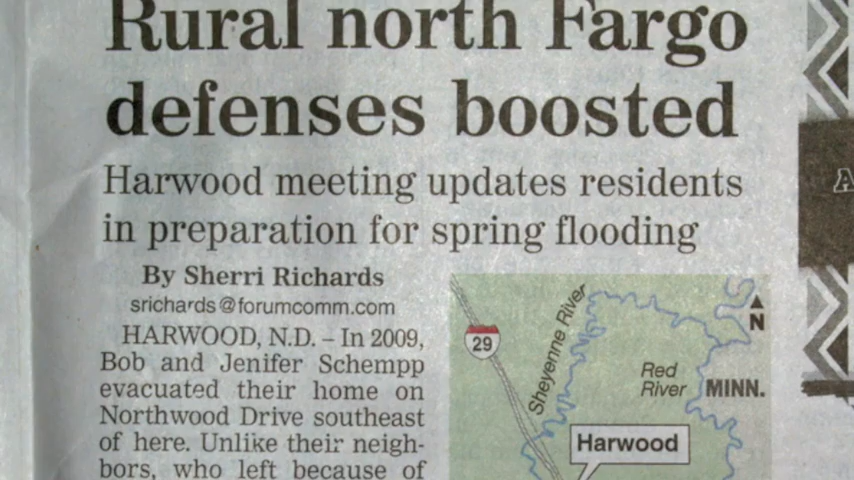 Rural north Fargo
defenses boosted
Harwood meeting updates residents
in preparation for spring flooding
By Sherri Richards
srichards@forumcomm.com
HARWOOD, N.D. – In 2009,
Bob and Jenifer Schempp
evacuated their home on
Northwood Drive southeast
of here. Unlike their neigh-
bors, who left because of
29
Sheyenne River
Red
River
MINN.
N
Harwood
A